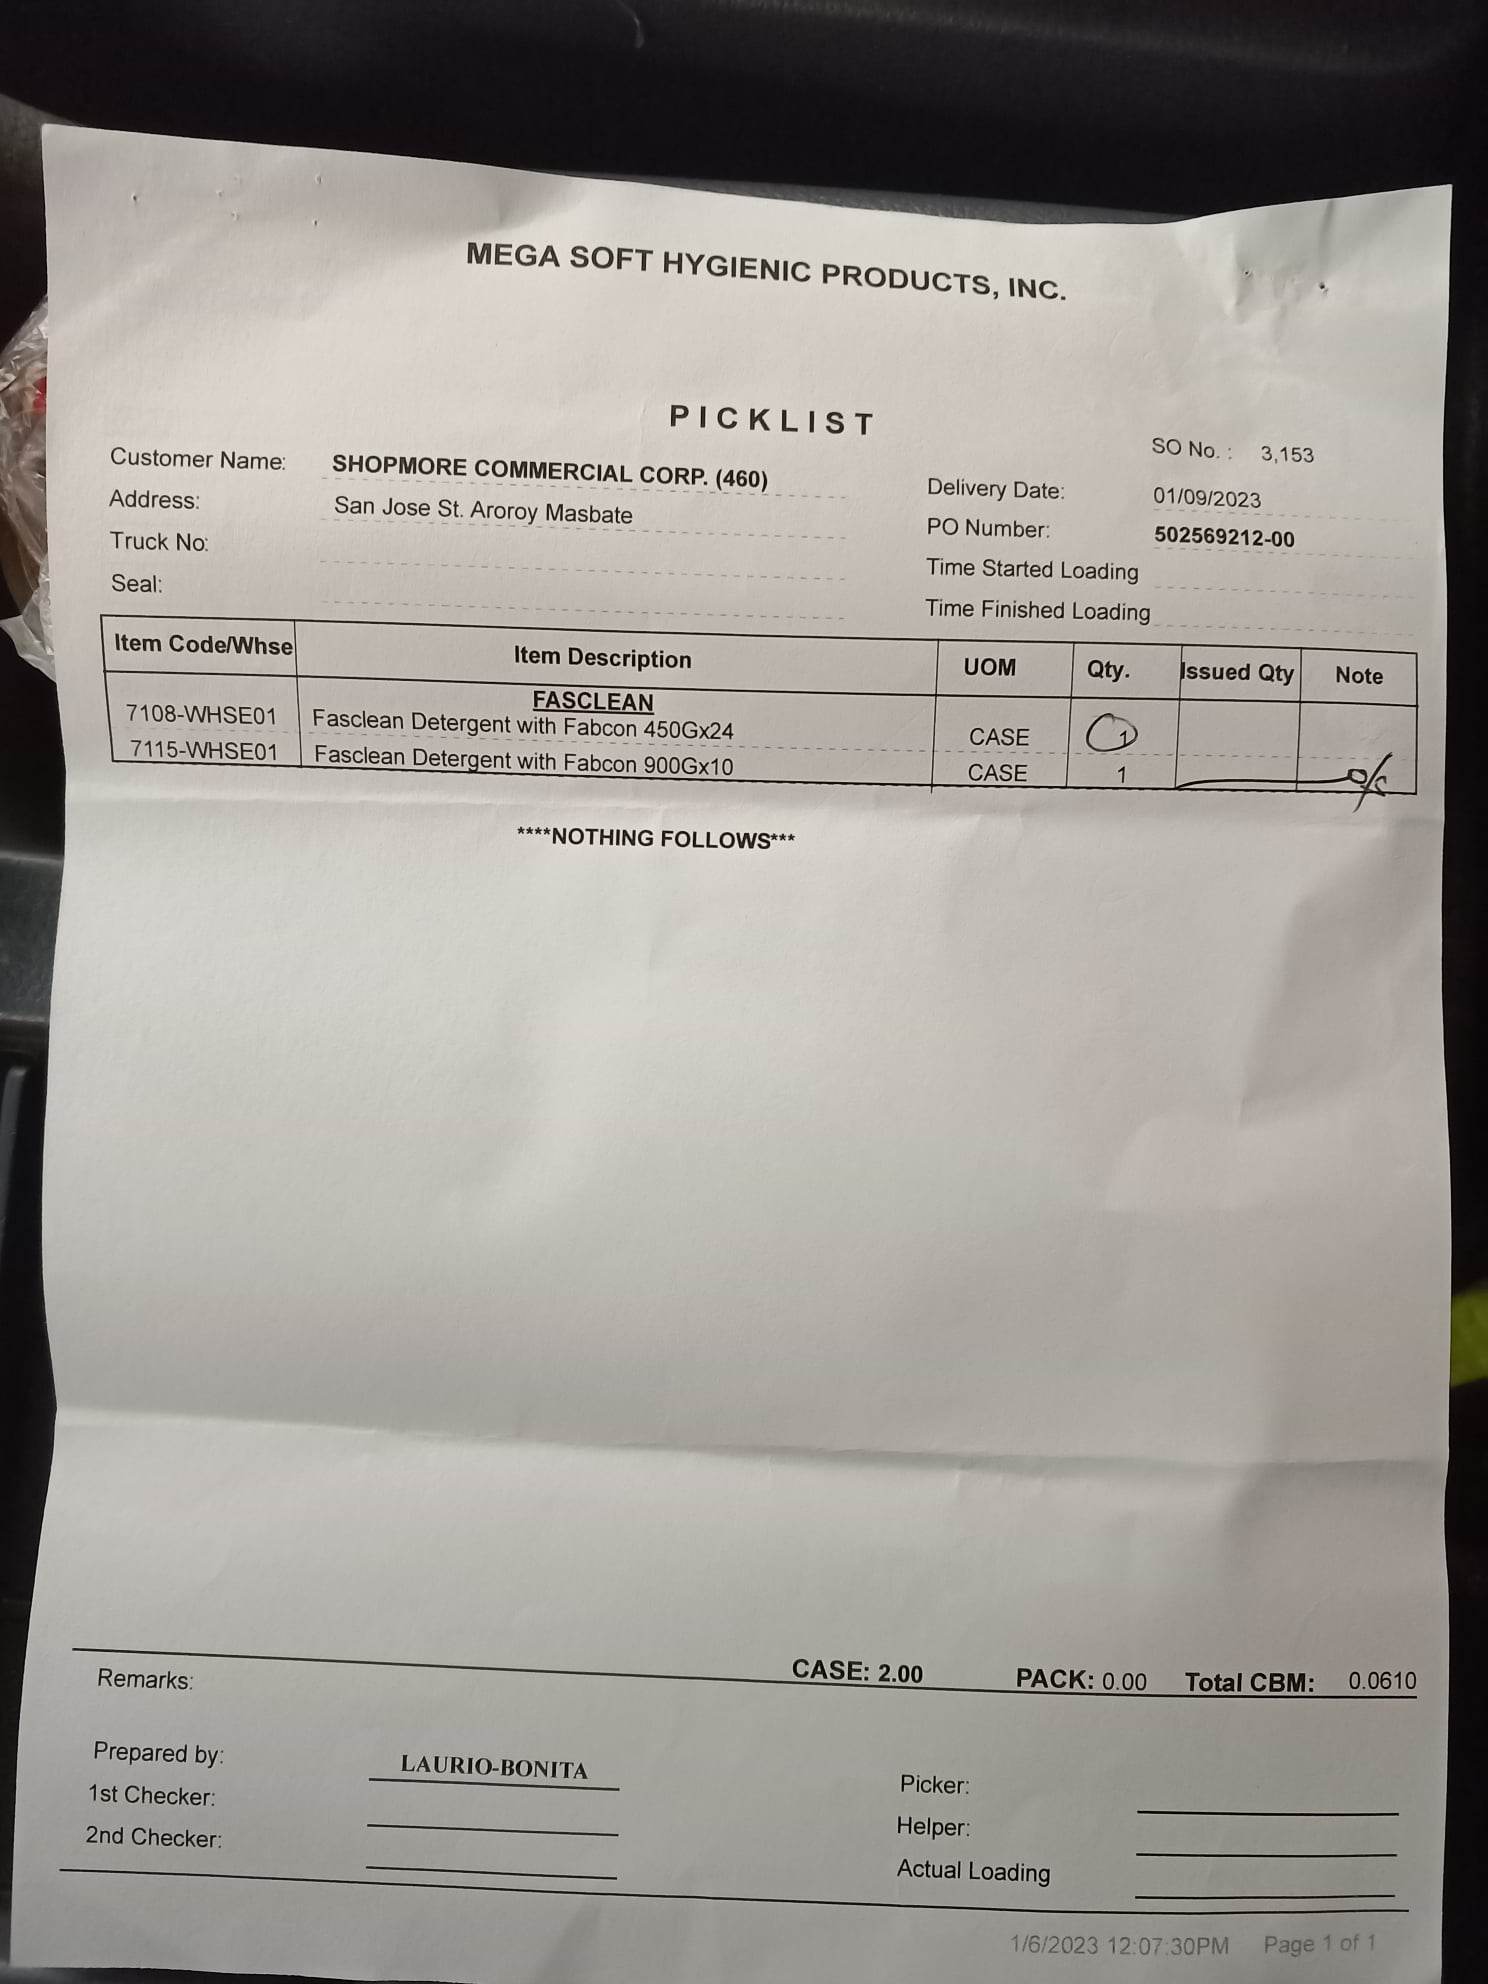 MEGA SOFT HYGIENIC PRODUCTS, INC.
PICKLIST
SO No. : 3,153
Customer Name: SHOPMORE COMMERCIAL CORP. (460)
Delivery Date: 01/09/2023
Address: San Jose St. Aroroy Masbate
PO Number: 502569212-00
Truck No:
Time Started Loading
Seal:
Time Finished Loading
Item Code/Whse Item Description UOM Qty. Issued Qty Note
FASCLEAN
7108-WHSE01 Fasclean Detergent with Fabcon 450Gx24 CASE 1
7115-WHSE01 Fasclean Detergent with Fabcon 900Gx10 CASE 1 o/s
****NOTHING FOLLOWS***
CASE: 2.00 PACK: 0.00 Total CBM: 0.0610
Remarks:
Prepared by: LAURIO-BONITA
Picker:
1st Checker:
Helper:
2nd Checker:
Actual Loading
1/6/2023 12:07:30PM Page 1 of 1